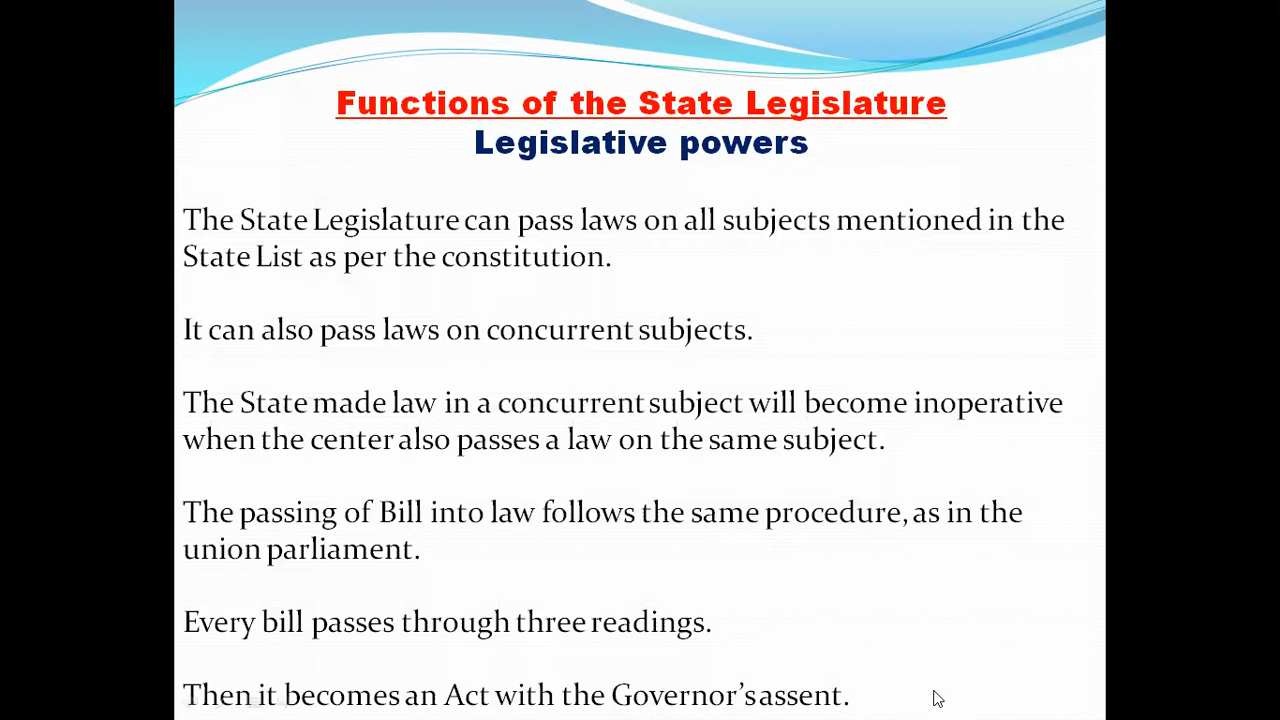 Functions of the State Legislature
Legislative powers
The State Legislature can pass laws on all subjects mentioned in the
State List as per the constitution.
It can also pass laws on concurrent subjects.
The State made law in a concurrent subject will become inoperative
when the center also passes a law on the same subject.
The passing of Bill into law follows the same procedure, as in the
union parliament.
Every bill passes through three readings.
Then it becomes an Act with the Governor’s assent.